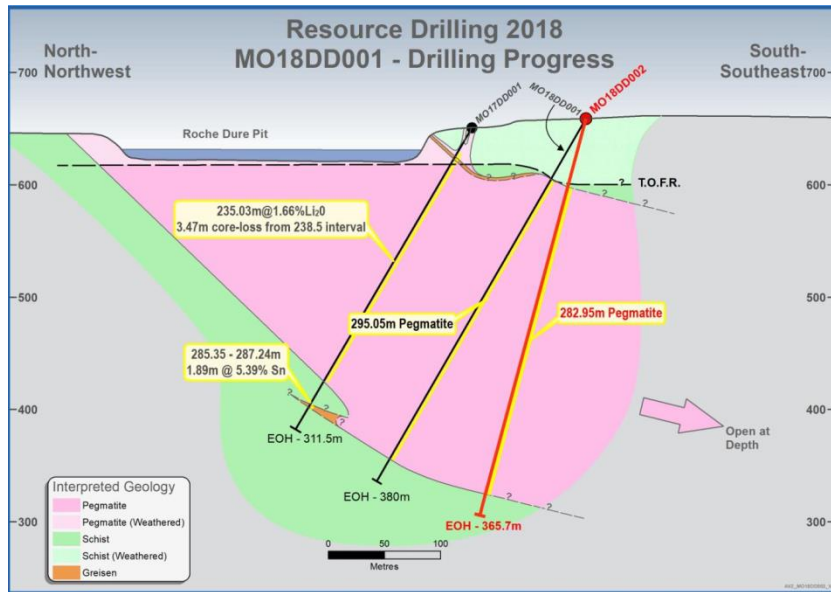 Resource Drilling 2018
MO18DD001 - Drilling Progress
North-
Northwest
South-
Southeast
700
700
600
600
500
500
400
400
300
300
Roche Dure Pit
MO17DD001
MO18DD001
MO18DD002
T.O.F.R.
235.03m@1.66%Li20
3.47m core-loss from 238.5 interval
295.05m Pegmatite
282.95m Pegmatite
285.35 - 287.24m
1.89m @ 5.39% Sn
EOH - 311.5m
EOH - 380m
EOH - 365.7m
Open at
Depth
Interpreted Geology
Pegmatite
Pegmatite (Weathered)
Schist
Schist (Weathered)
Greisen
0
50
100
Metres
?
?
?
?
?
?
?
?
?
?